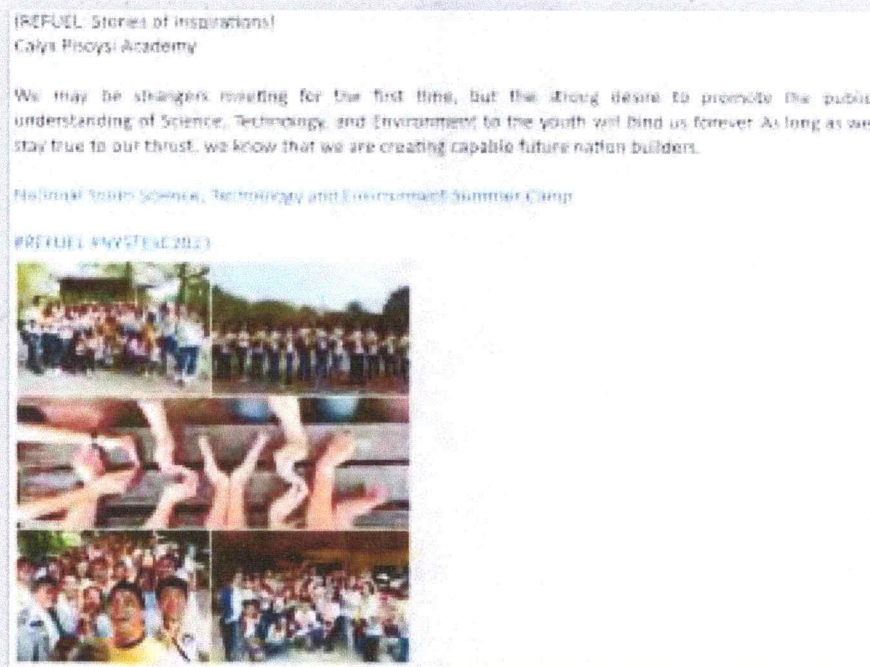 [REFUEL: Stories of Inspirations]
Academy
We may be strangers meeting for the first time, but the strong desire to promote the public
understanding of Science, Technology, and Environment to the youth will bind us forever. As long as we
stay true to our thrust, we know that we are creating capable future nation builders.
National Youth Science, Technology and Environment Summer Camp
#REFUEL #NYSTESC2023